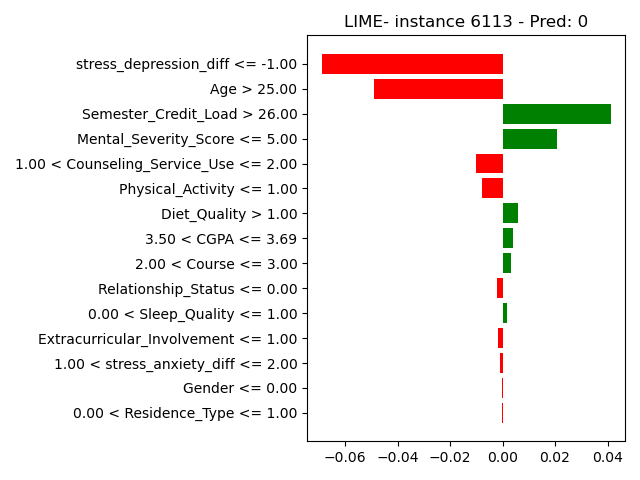 LIME- instance 6113 - Pred: 0
stress_depression_diff <= -1.00
Age > 25.00
Semester_Credit_Load > 26.00
Mental_Severity_Score <= 5.00
1.00 < Counseling_Service_Use <= 2.00
Physical_Activity <= 1.00
Diet_Quality > 1.00
3.50 < CGPA <= 3.69
2.00 < Course <= 3.00
Relationship_Status <= 0.00
0.00 < Sleep_Quality <= 1.00
Extracurricular_Involvement <= 1.00
1.00 < stress_anxiety_diff <= 2.00
Gender <= 0.00
0.00 < Residence_Type <= 1.00
−0.06 −0.04 −0.02 0.00 0.02 0.04